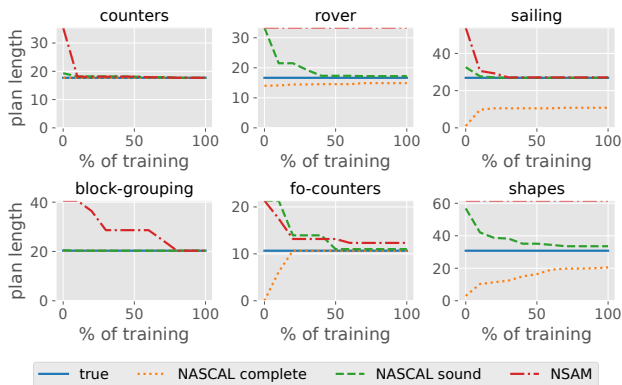 counters
rover
sailing
plan length
30
20
10
0
0
50
100
% of training
30
20
10
0
0
50
100
% of training
40
20
0
0
50
100
% of training
block-grouping
fo-counters
shapes
plan length
40
20
0
0
50
100
% of training
20
10
0
0
50
100
% of training
60
40
20
0
0
50
100
% of training
true
NASCAL complete
NASCAL sound
NSAM